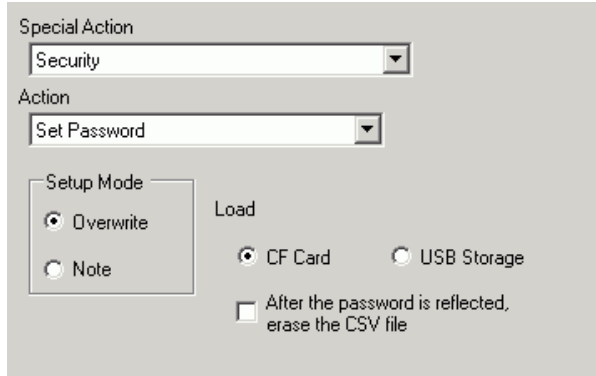 Special Action
Security
Action
Set Password
Setup Mode
Overwrite
Note
Load
CF Card
USB Storage
After the password is reflected,
erase the CSV file